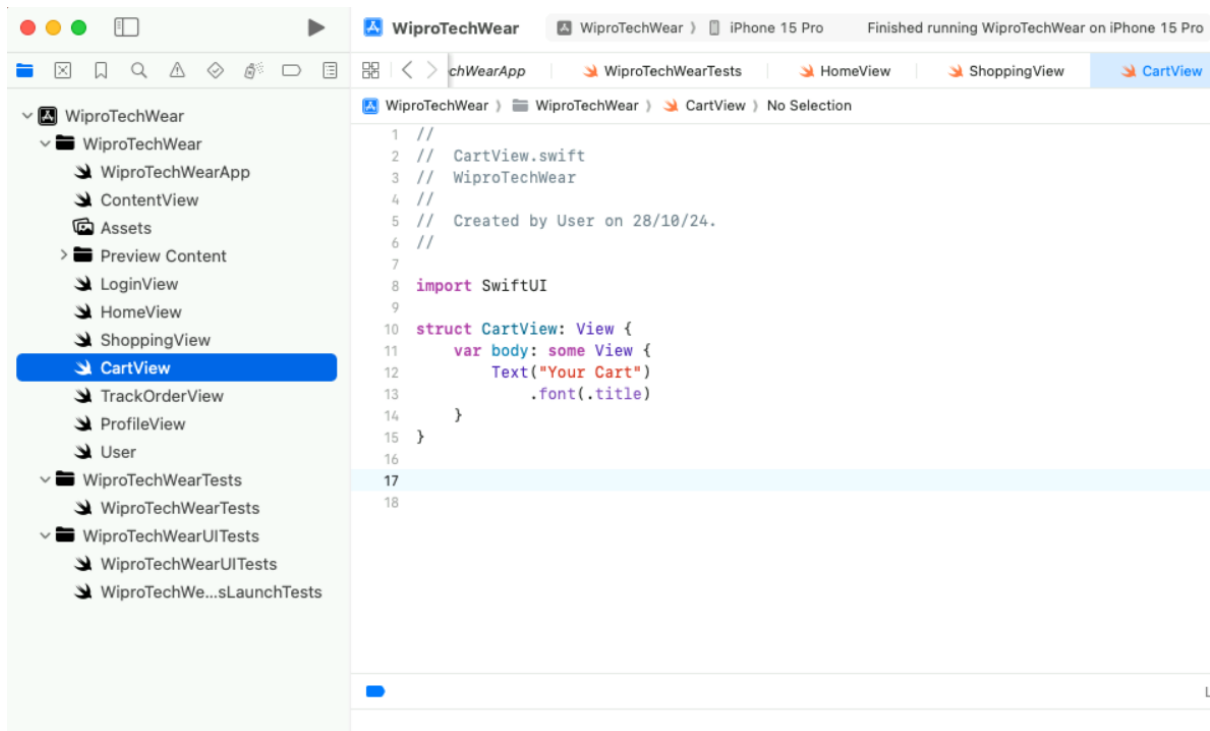 WiproTechWear
WiproTechWear ⟩ iPhone 15 Pro
Finished running WiproTechWear on iPhone 15 Pro
chWearApp
WiproTechWearTests
HomeView
ShoppingView
CartView
WiproTechWear ⟩ WiproTechWear ⟩ CartView ⟩ No Selection
WiproTechWear
WiproTechWear
WiproTechWearApp
ContentView
Assets
Preview Content
LoginView
HomeView
ShoppingView
CartView
TrackOrderView
ProfileView
User
WiproTechWearTests
WiproTechWearTests
WiproTechWearUITests
WiproTechWearUITests
WiproTechWe...sLaunchTests
1 //
2 //  CartView.swift
3 //  WiproTechWear
4 //
5 //  Created by User on 28/10/24.
6 //
7
8 import SwiftUI
9
10 struct CartView: View {
11     var body: some View {
12         Text("Your Cart")
13             .font(.title)
14     }
15 }
16
17
18